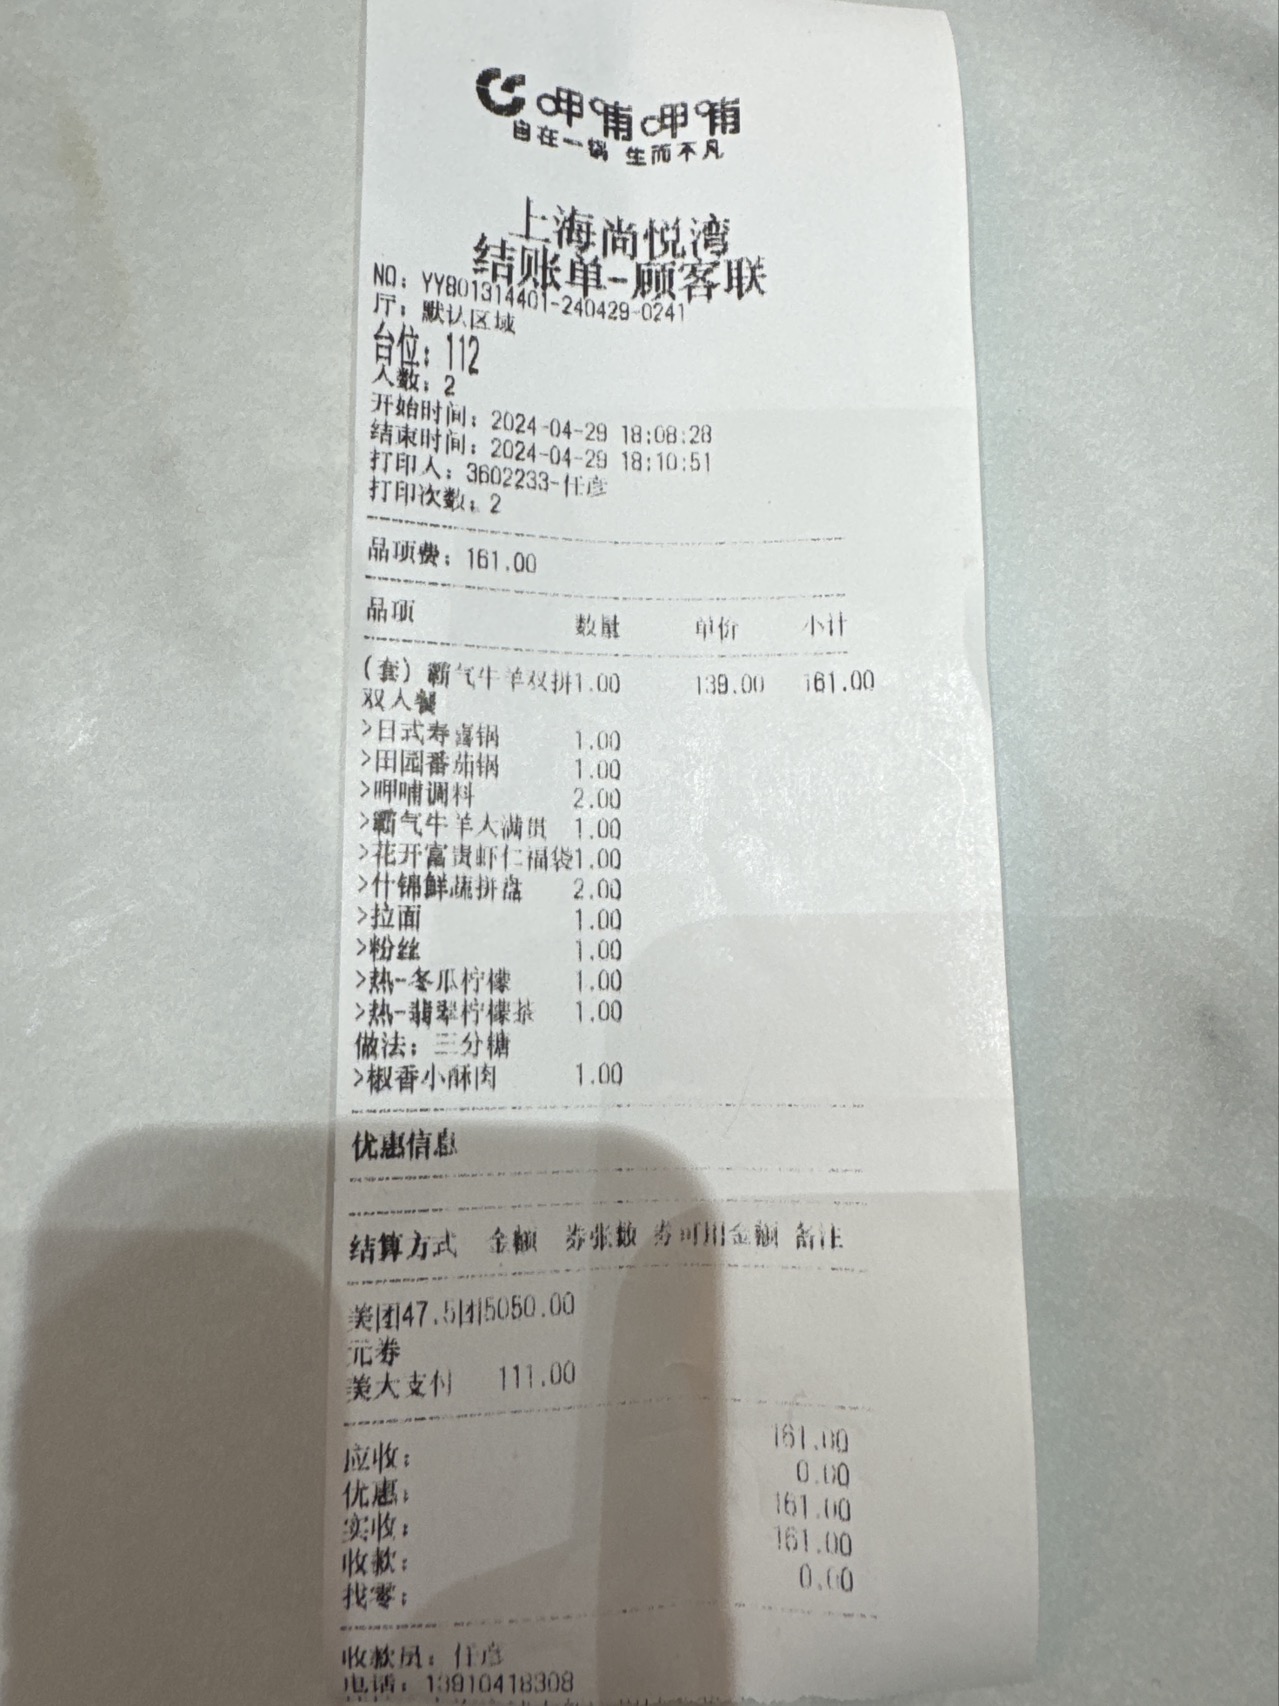 呷哺呷哺
自在一锅 生而不凡
上海尚悦湾
结账单-顾客联
NO: YY801314401-240429-0241
厅: 默认区域
台位: 112
人数: 2
开始时间: 2024-04-29 18:08:28
结束时间: 2024-04-29 18:10:51
打印人: 3602233-任彦
打印次数: 2
品项费: 161.00
品项 数量 单价 小计
(套) 霸气牛羊双拼1.00 139.00 161.00
双人餐
>日式寿喜锅 1.00
>田园番茄锅 1.00
>呷哺调料 2.00
>霸气牛羊大满贯 1.00
>花开富贵虾仁福袋1.00
>什锦鲜蔬拼盘 2.00
>拉面 1.00
>粉丝 1.00
>热-冬瓜柠檬 1.00
>热-翡翠柠檬茶 1.00
做法: 三分糖
>椒香小酥肉 1.00
优惠信息
结算方式 金额 券张数 券可用金额 备注
美团47.5团5050.00
元券
美大支付 111.00
应收: 161.00
优惠: 0.00
实收: 161.00
收款: 161.00
找零: 0.00
收款员: 任彦
电话: 13910418308